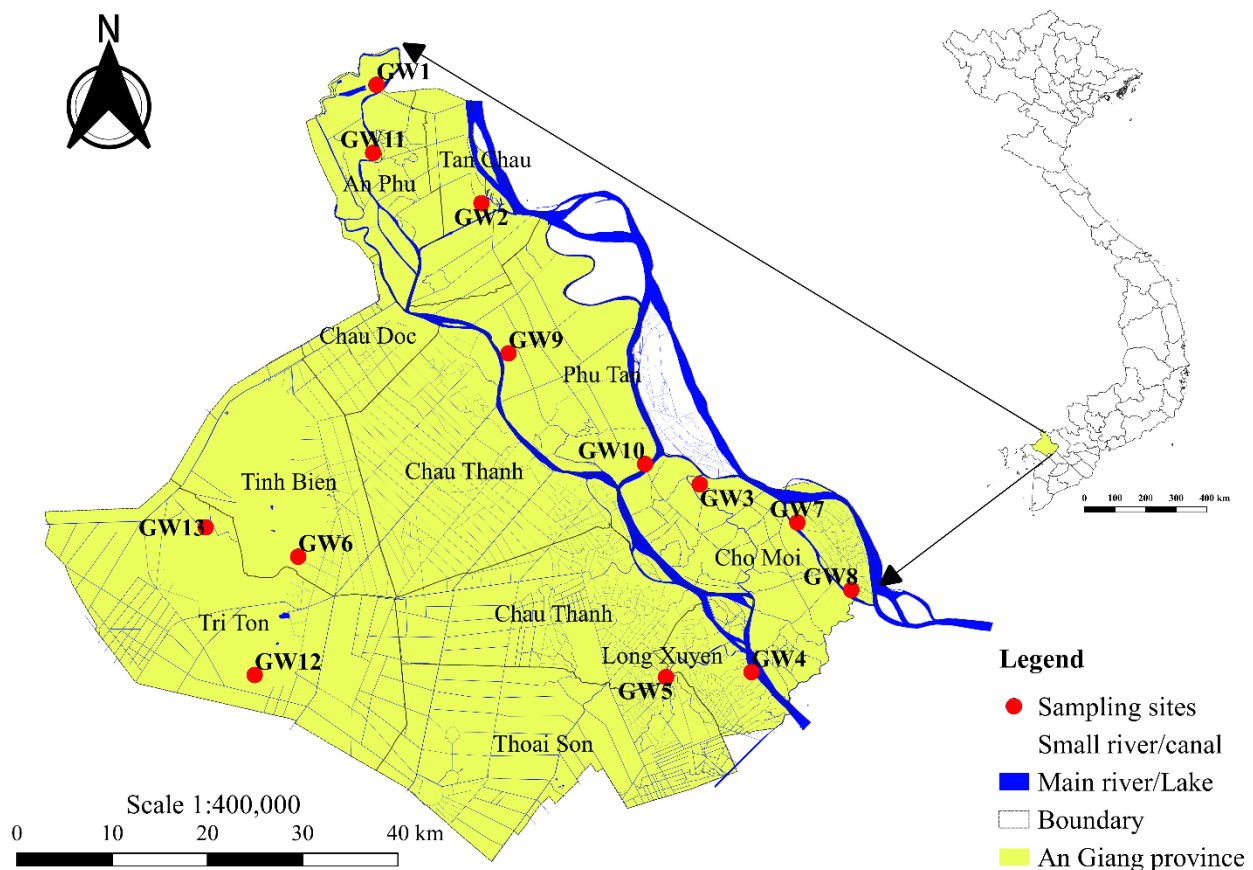 N
GW1
GW11
Tan Chau
An Phu
GW2
Chau Doc
GW9
Phu Tan
GW10
Chau Thanh
Tinh Bien
GW3
GW7
GW13
GW6
Cho Moi
GW8
Chau Thanh
Tri Ton
Long Xuyen
GW4
GW12
GW5
Thoai Son
0 100 200 300 400 km
Legend
Sampling sites
Small river/canal
Main river/Lake
Boundary
An Giang province
Scale 1:400,000
0 10 20 30 40 km